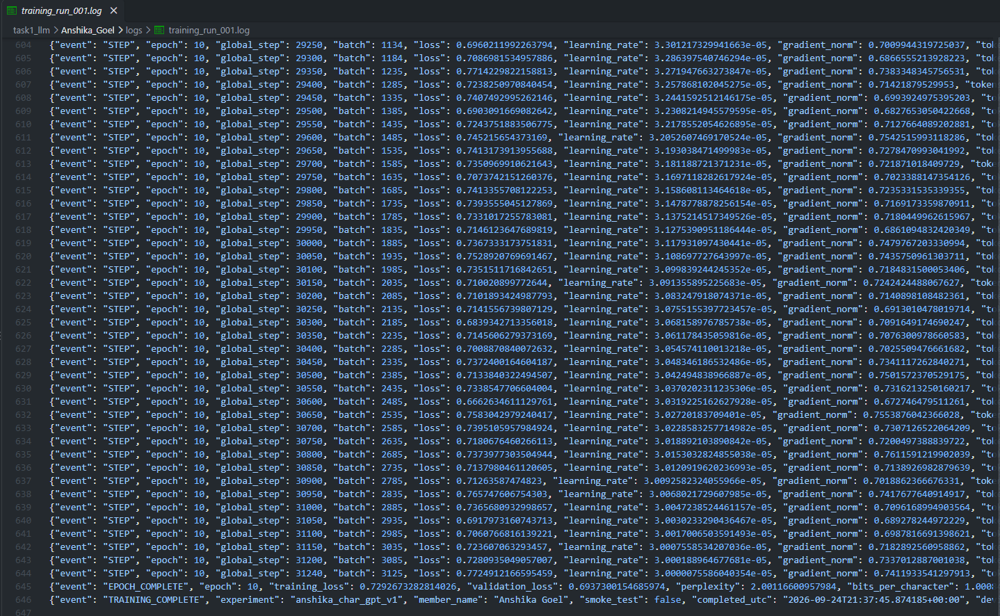 training_run_001.log
task1_llm > Anshika_Goel > logs > training_run_001.log
604 {"event": "STEP", "epoch": 10, "global_step": 29250, "batch": 1134, "loss": 0.6960211992263794, "learning_rate": 3.301217329941663e-05, "gradient_norm": 0.7009944319725037, "tok
605 {"event": "STEP", "epoch": 10, "global_step": 29300, "batch": 1184, "loss": 0.7086981534957886, "learning_rate": 3.286397540746294e-05, "gradient_norm": 0.6866555213928223, "tok
606 {"event": "STEP", "epoch": 10, "global_step": 29350, "batch": 1235, "loss": 0.7714229822158813, "learning_rate": 3.271947663273847e-05, "gradient_norm": 0.7383348345756531, "tok
607 {"event": "STEP", "epoch": 10, "global_step": 29400, "batch": 1285, "loss": 0.7238250970840454, "learning_rate": 3.257868102045275e-05, "gradient_norm": 0.71421879529953, "token
608 {"event": "STEP", "epoch": 10, "global_step": 29450, "batch": 1335, "loss": 0.7407492995262146, "learning_rate": 3.2441592512146175e-05, "gradient_norm": 0.6993924975395203, "to
609 {"event": "STEP", "epoch": 10, "global_step": 29500, "batch": 1385, "loss": 0.6903091669082642, "learning_rate": 3.2308214945579595e-05, "gradient_norm": 0.6827653050422668, "to
610 {"event": "STEP", "epoch": 10, "global_step": 29550, "batch": 1435, "loss": 0.7243751883506775, "learning_rate": 3.2178552054626895e-05, "gradient_norm": 0.7127664089202881, "to
611 {"event": "STEP", "epoch": 10, "global_step": 29600, "batch": 1485, "loss": 0.745215654373169, "learning_rate": 3.2052607469170524e-05, "gradient_norm": 0.7542515993118286, "tok
612 {"event": "STEP", "epoch": 10, "global_step": 29650, "batch": 1535, "loss": 0.7413173913955688, "learning_rate": 3.193038471499983e-05, "gradient_norm": 0.7278470993041992, "tok
613 {"event": "STEP", "epoch": 10, "global_step": 29700, "batch": 1585, "loss": 0.7350969910621643, "learning_rate": 3.181188721371231e-05, "gradient_norm": 0.721871018409729, "toke
614 {"event": "STEP", "epoch": 10, "global_step": 29750, "batch": 1635, "loss": 0.7073742151260376, "learning_rate": 3.1697118282617924e-05, "gradient_norm": 0.7023388147354126, "to
615 {"event": "STEP", "epoch": 10, "global_step": 29800, "batch": 1685, "loss": 0.7413355708122253, "learning_rate": 3.158608113464618e-05, "gradient_norm": 0.7235331535339355, "tok
616 {"event": "STEP", "epoch": 10, "global_step": 29850, "batch": 1735, "loss": 0.7393555045127869, "learning_rate": 3.1478778878256154e-05, "gradient_norm": 0.7169173359870911, "to
617 {"event": "STEP", "epoch": 10, "global_step": 29900, "batch": 1785, "loss": 0.7331017255783081, "learning_rate": 3.1375214517349526e-05, "gradient_norm": 0.7180449962615967, "to
618 {"event": "STEP", "epoch": 10, "global_step": 29950, "batch": 1835, "loss": 0.7146123647689819, "learning_rate": 3.1275390951186444e-05, "gradient_norm": 0.6861094832420349, "to
619 {"event": "STEP", "epoch": 10, "global_step": 30000, "batch": 1885, "loss": 0.7367333173751831, "learning_rate": 3.117931097430441e-05, "gradient_norm": 0.7479767203330994, "tok
620 {"event": "STEP", "epoch": 10, "global_step": 30050, "batch": 1935, "loss": 0.7528920769691467, "learning_rate": 3.108697727643997e-05, "gradient_norm": 0.7435750961303711, "tok
621 {"event": "STEP", "epoch": 10, "global_step": 30100, "batch": 1985, "loss": 0.7351511716842651, "learning_rate": 3.099839244245352e-05, "gradient_norm": 0.7184831500053406, "tok
622 {"event": "STEP", "epoch": 10, "global_step": 30150, "batch": 2035, "loss": 0.710020899772644, "learning_rate": 3.091355895225683e-05, "gradient_norm": 0.7242424488067627, "toke
623 {"event": "STEP", "epoch": 10, "global_step": 30200, "batch": 2085, "loss": 0.7101893424987793, "learning_rate": 3.083247918074371e-05, "gradient_norm": 0.7140898108482361, "tok
624 {"event": "STEP", "epoch": 10, "global_step": 30250, "batch": 2135, "loss": 0.7141556739807129, "learning_rate": 3.0755155397723457e-05, "gradient_norm": 0.6913010478019714, "to
625 {"event": "STEP", "epoch": 10, "global_step": 30300, "batch": 2185, "loss": 0.6839342713356018, "learning_rate": 3.068158976785738e-05, "gradient_norm": 0.7091649174690247, "tok
626 {"event": "STEP", "epoch": 10, "global_step": 30350, "batch": 2235, "loss": 0.7145606279373169, "learning_rate": 3.061178435059816e-05, "gradient_norm": 0.7076300978660583, "tok
627 {"event": "STEP", "epoch": 10, "global_step": 30400, "batch": 2285, "loss": 0.7008870840072632, "learning_rate": 3.054574110013218e-05, "gradient_norm": 0.7025509476661682, "tok
628 {"event": "STEP", "epoch": 10, "global_step": 30450, "batch": 2335, "loss": 0.7372400164604187, "learning_rate": 3.048346186532486e-05, "gradient_norm": 0.7341117262840271, "tok
629 {"event": "STEP", "epoch": 10, "global_step": 30500, "batch": 2385, "loss": 0.7133840322494507, "learning_rate": 3.042494838966887e-05, "gradient_norm": 0.7501572370529175, "tok
630 {"event": "STEP", "epoch": 10, "global_step": 30550, "batch": 2435, "loss": 0.7338547706604004, "learning_rate": 3.0370202311235306e-05, "gradient_norm": 0.7316213250160217, "to
631 {"event": "STEP", "epoch": 10, "global_step": 30600, "batch": 2485, "loss": 0.6662634611129761, "learning_rate": 3.0319225162627928e-05, "gradient_norm": 0.672746479511261, "tok
632 {"event": "STEP", "epoch": 10, "global_step": 30650, "batch": 2535, "loss": 0.7583042979240417, "learning_rate": 3.02720183709401e-05, "gradient_norm": 0.7553876042366028, "toke
633 {"event": "STEP", "epoch": 10, "global_step": 30700, "batch": 2585, "loss": 0.7395105957984924, "learning_rate": 3.0228583257714982e-05, "gradient_norm": 0.7307126522064209, "to
634 {"event": "STEP", "epoch": 10, "global_step": 30750, "batch": 2635, "loss": 0.7180676460266113, "learning_rate": 3.018892103890842e-05, "gradient_norm": 0.7200497388839722, "tok
635 {"event": "STEP", "epoch": 10, "global_step": 30800, "batch": 2685, "loss": 0.7373977303504944, "learning_rate": 3.0153032824855038e-05, "gradient_norm": 0.7611591219902039, "to
636 {"event": "STEP", "epoch": 10, "global_step": 30850, "batch": 2735, "loss": 0.7137980461120605, "learning_rate": 3.0120919620236993e-05, "gradient_norm": 0.7138926982879639, "to
637 {"event": "STEP", "epoch": 10, "global_step": 30900, "batch": 2785, "loss": 0.71263587474823, "learning_rate": 3.0092582324055966e-05, "gradient_norm": 0.7018862366676331, "toke
638 {"event": "STEP", "epoch": 10, "global_step": 30950, "batch": 2835, "loss": 0.765747606754303, "learning_rate": 3.0068021729607985e-05, "gradient_norm": 0.7417677640914917, "tok
639 {"event": "STEP", "epoch": 10, "global_step": 31000, "batch": 2885, "loss": 0.7365680932998657, "learning_rate": 3.0047238524461157e-05, "gradient_norm": 0.7096168994903564, "to
640 {"event": "STEP", "epoch": 10, "global_step": 31050, "batch": 2935, "loss": 0.6917973160743713, "learning_rate": 3.0030233290436467e-05, "gradient_norm": 0.689278244972229, "tok
641 {"event": "STEP", "epoch": 10, "global_step": 31100, "batch": 2985, "loss": 0.7060766816139221, "learning_rate": 3.0017006503591493e-05, "gradient_norm": 0.6987816691398621, "to
642 {"event": "STEP", "epoch": 10, "global_step": 31150, "batch": 3035, "loss": 0.723607063293457, "learning_rate": 3.0007558534207036e-05, "gradient_norm": 0.7182892560958862, "tok
643 {"event": "STEP", "epoch": 10, "global_step": 31200, "batch": 3085, "loss": 0.7280935049057007, "learning_rate": 3.000188964677681e-05, "gradient_norm": 0.7337012887001038, "tok
644 {"event": "STEP", "epoch": 10, "global_step": 31240, "batch": 3125, "loss": 0.7724912166595459, "learning_rate": 3.0000075586040354e-05, "gradient_norm": 0.7411933541297913, "to
645 {"event": "EPOCH_COMPLETE", "epoch": 10, "training_loss": 0.7292673282814026, "validation_loss": 0.6937300154685974, "perplexity": 2.00116600957984, "bits_per_character": 1.0008
646 {"event": "TRAINING_COMPLETE", "experiment": "anshika_char_gpt_v1", "member_name": "Anshika Goel", "smoke_test": false, "completed_utc": "2026-09-24T21:37:45.874185+00:00", "dev
647